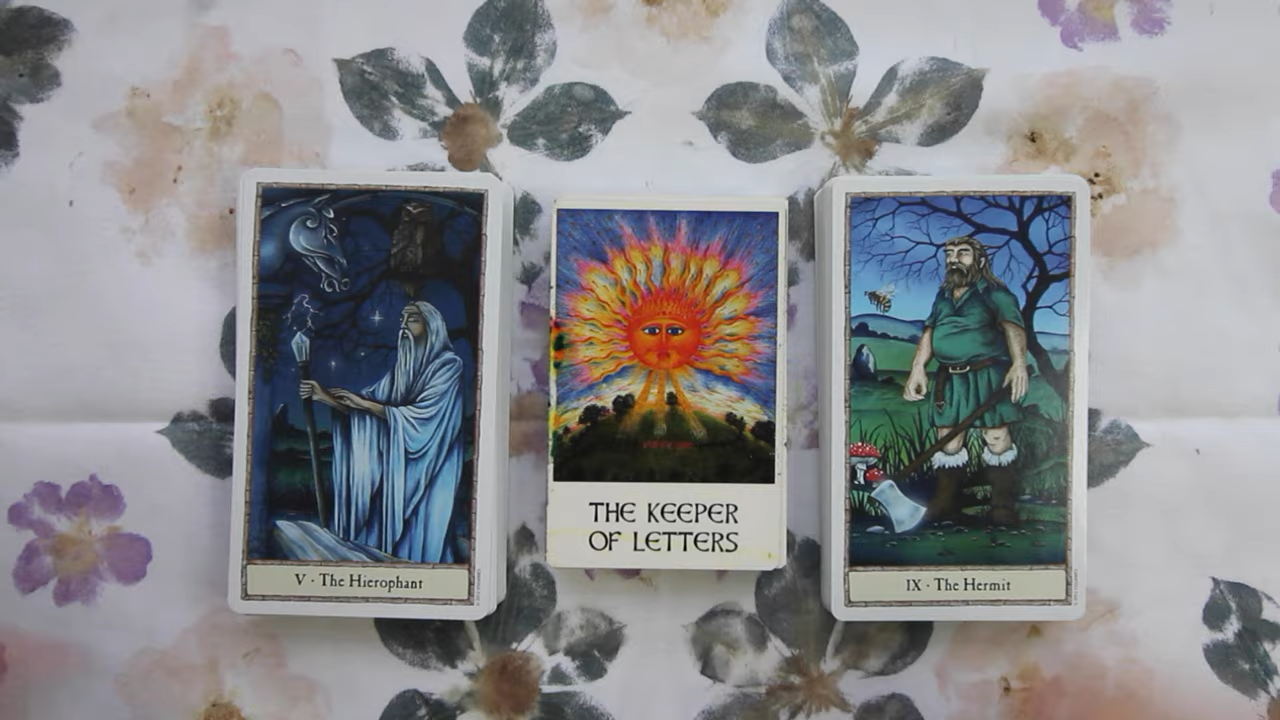 V · The Hierophant
THE KEEPER
OF LETTERS
IX · The Hermit